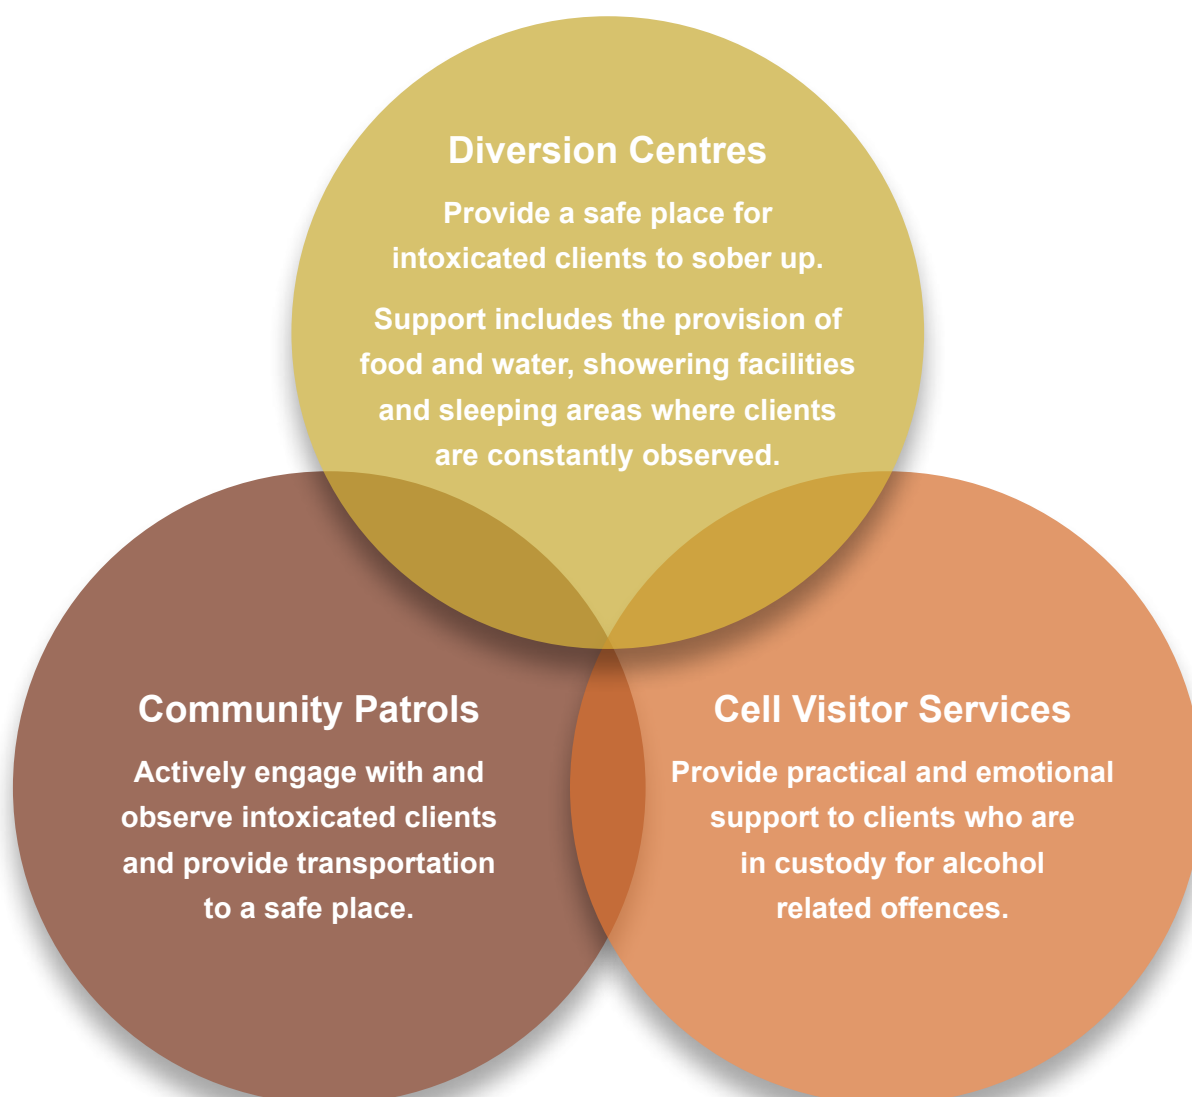 Diversion Centres
Provide a safe place for
intoxicated clients to sober up.
Support includes the provision of
food and water, showering facilities
and sleeping areas where clients
are constantly observed.
Community Patrols
Actively engage with and
observe intoxicated clients
and provide transportation
to a safe place.
Cell Visitor Services
Provide practical and emotional
support to clients who are
in custody for alcohol
related offences.